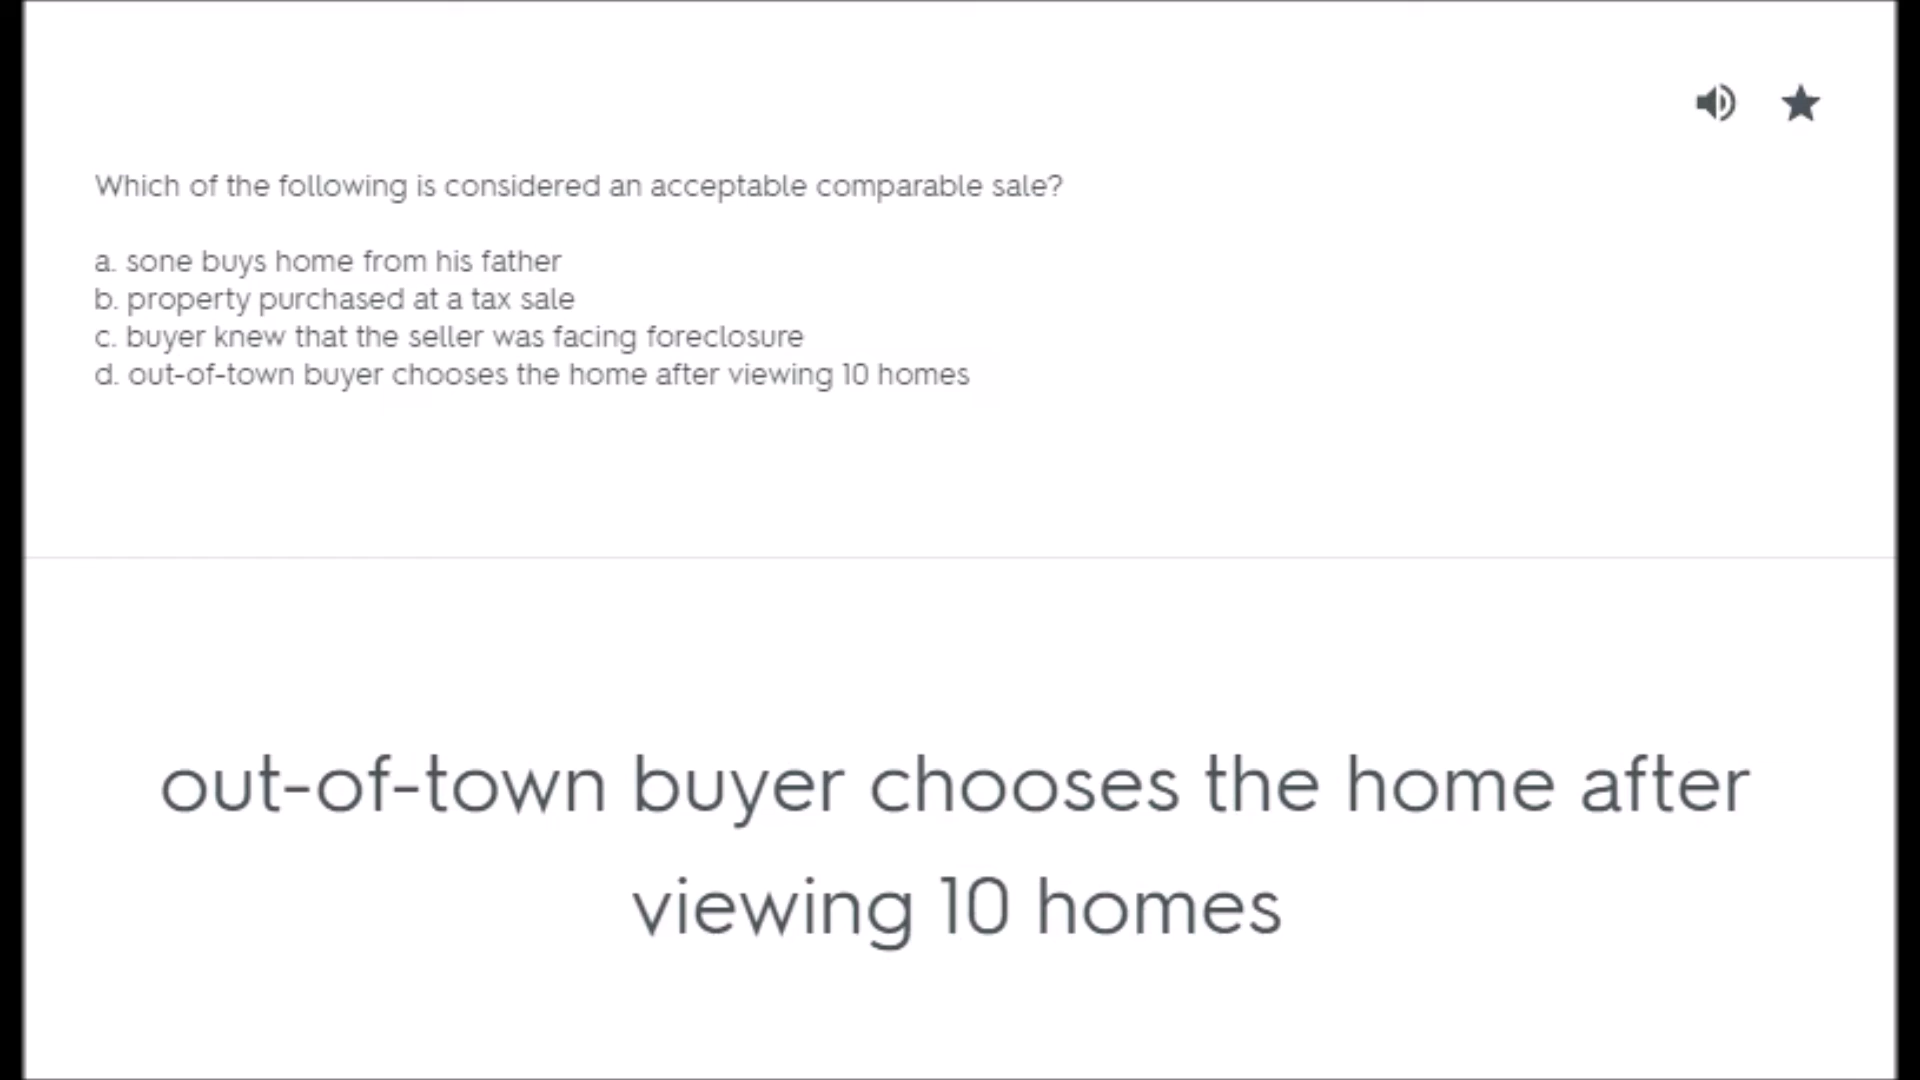 Which of the following is considered an acceptable comparable sale?
a. sone buys home from his father
b. property purchased at a tax sale
c. buyer knew that the seller was facing foreclosure
d. out-of-town buyer chooses the home after viewing 10 homes
out-of-town buyer chooses the home after
viewing 10 homes